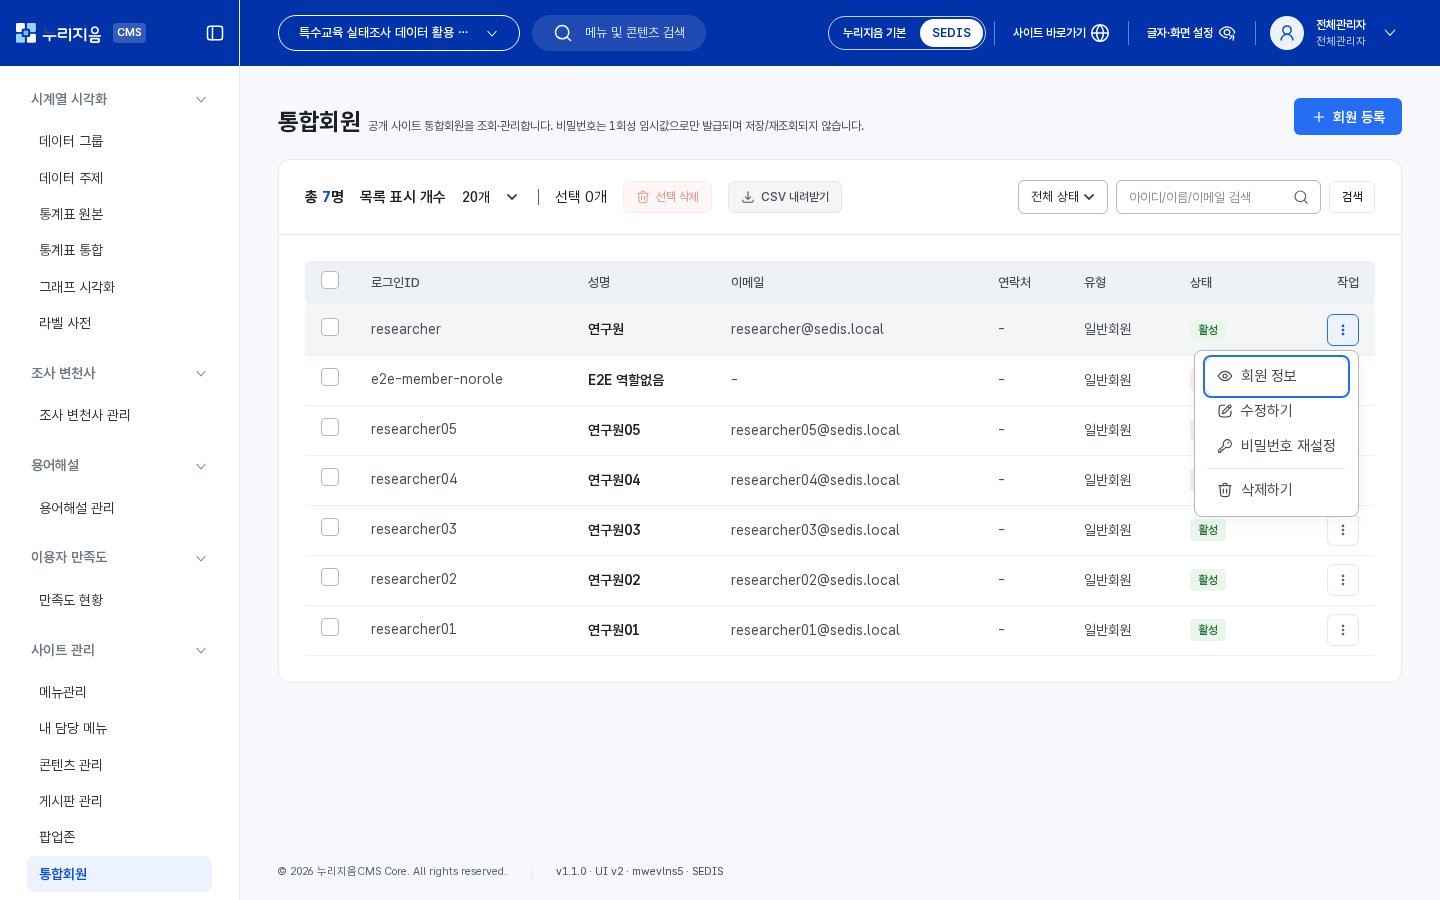 누리지음 CMS
특수교육 실태조사 데이터 활용 ···
메뉴 및 콘텐츠 검색
누리지음 기본
SEDIS
사이트 바로가기
글자·화면 설정
전체관리자
전체관리자
시계열 시각화
데이터 그룹
데이터 주제
통계표 원본
통계표 통합
그래프 시각화
라벨 사전
조사 변천사
조사 변천사 관리
용어해설
용어해설 관리
이용자 만족도
만족도 현황
사이트 관리
메뉴관리
내 담당 메뉴
콘텐츠 관리
게시판 관리
팝업존
통합회원
통합회원 공개 사이트 통합회원을 조회·관리합니다. 비밀번호는 1회성 임시값으로만 발급되며 저장/재조회되지 않습니다.
회원 등록
총 7명 목록 표시 개수 20개 선택 0개 선택 삭제 CSV 내려받기 전체 상태 아이디/이름/이메일 검색 검색
로그인ID 성명 이메일 연락처 유형 상태 작업
researcher 연구원 researcher@sedis.local - 일반회원 활성
e2e-member-norole E2E 역할없음 - - 일반회원
researcher05 연구원05 researcher05@sedis.local - 일반회원
researcher04 연구원04 researcher04@sedis.local - 일반회원
researcher03 연구원03 researcher03@sedis.local - 일반회원 활성
researcher02 연구원02 researcher02@sedis.local - 일반회원 활성
researcher01 연구원01 researcher01@sedis.local - 일반회원 활성
회원 정보
수정하기
비밀번호 재설정
삭제하기
© 2026 누리지음CMS Core. All rights reserved.
v1.1.0 · UI v2 · mwevlns5 · SEDIS